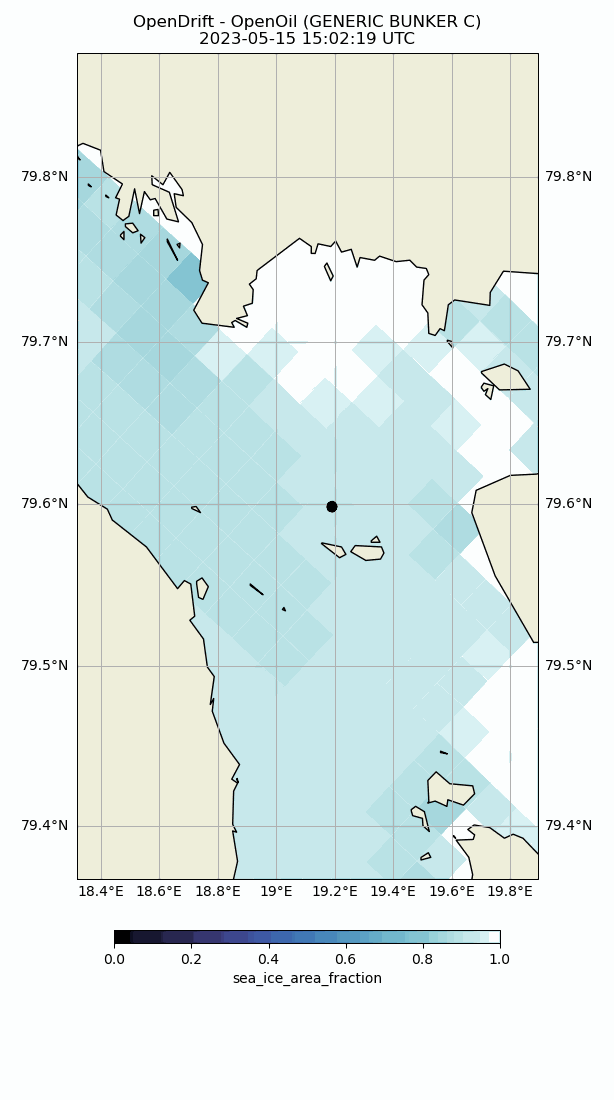 OpenDrift - OpenOil (GENERIC BUNKER C)
2023-05-15 15:02:19 UTC
79.8°N 79.8°N
79.7°N 79.7°N
79.6°N 79.6°N
79.5°N 79.5°N
79.4°N 79.4°N
18.4°E 18.6°E 18.8°E 19°E 19.2°E 19.4°E 19.6°E 19.8°E
0.0 0.2 0.4 0.6 0.8 1.0
sea_ice_area_fraction